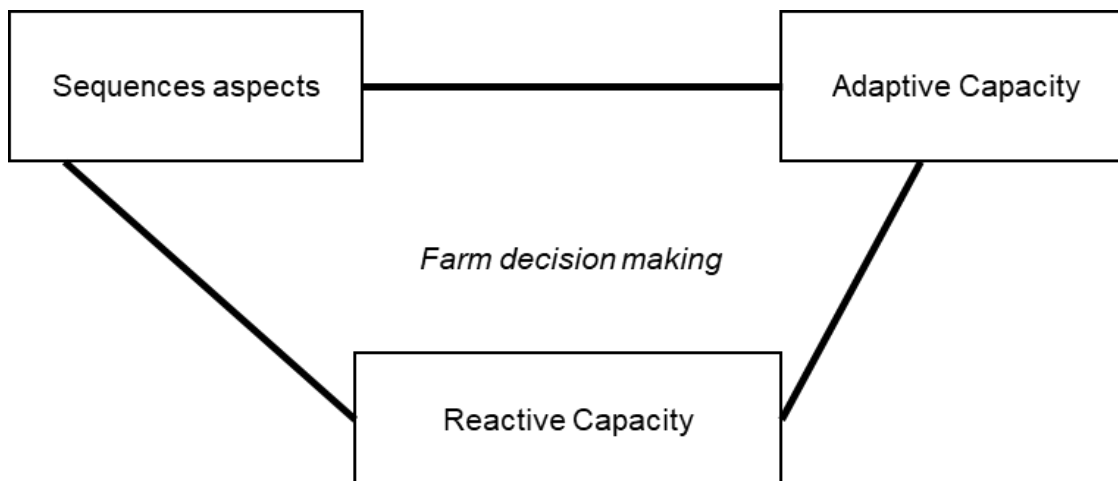 Sequences aspects
Adaptive Capacity
Farm decision making
Reactive Capacity